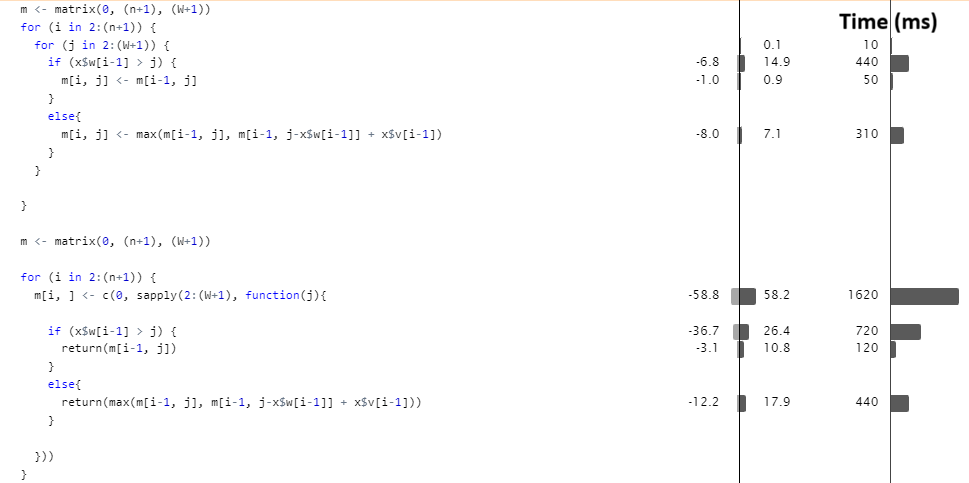 m <- matrix(0, (n+1), (W+1))
for (i in 2:(n+1)) { Time (ms)
for (j in 2:(W+1)) { 0.1 10
if (x$w[i-1] > j) { -6.8 14.9 440
m[i, j] <- m[i-1, j] -1.0 0.9 50
}
else{
m[i, j] <- max(m[i-1, j], m[i-1, j-x$w[i-1]] + x$v[i-1]) -8.0 7.1 310
}
}
}
m <- matrix(0, (n+1), (W+1))
for (i in 2:(n+1)) {
m[i, ] <- c(0, sapply(2:(W+1), function(j){ -58.8 58.2 1620
if (x$w[i-1] > j) { -36.7 26.4 720
return(m[i-1, j]) -3.1 10.8 120
}
else{
return(max(m[i-1, j], m[i-1, j-x$w[i-1]] + x$v[i-1])) -12.2 17.9 440
}
}))
}